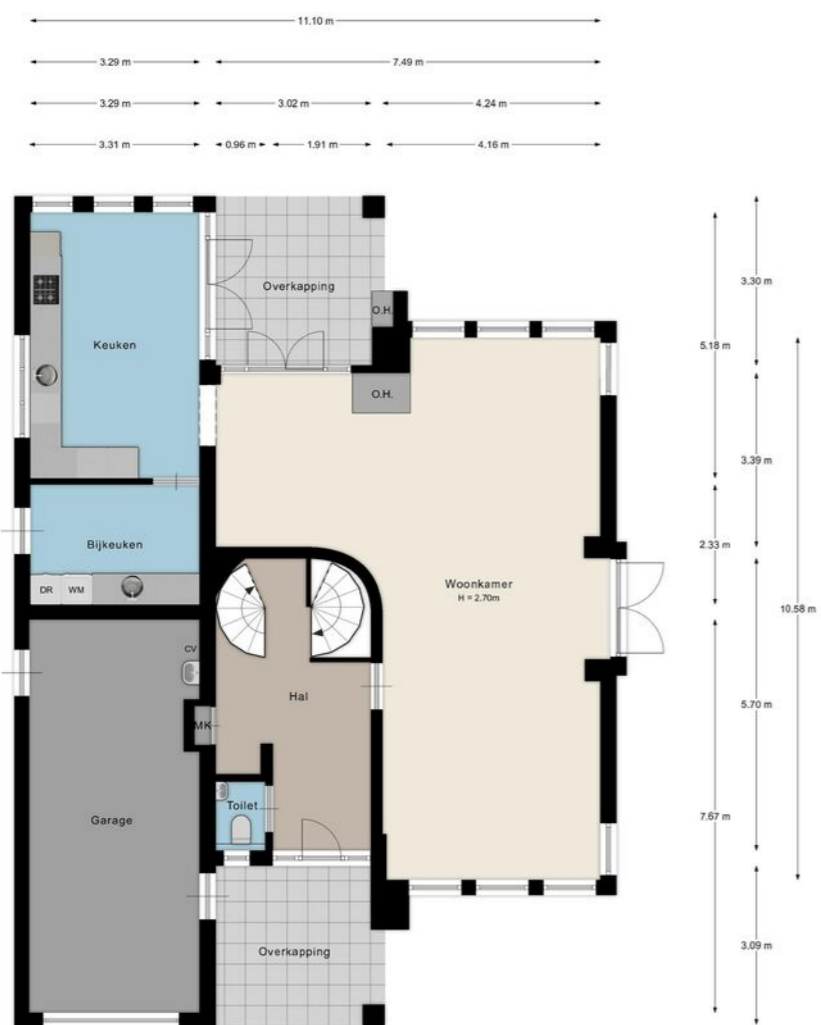 11.10 m
3.29 m
7.49 m
3.29 m
3.02 m
4.24 m
3.31 m
0.96 m
1.91 m
4.16 m
Overkapping
3.30 m
O.H.
Keuken
5.18 m
O.H.
3.39 m
Bijkeuken
2.33 m
Woonkamer
H = 2.70m
DR
WM
10.58 m
CV
Hal
5.70 m
MK
Toilet
Garage
7.67 m
Overkapping
3.09 m